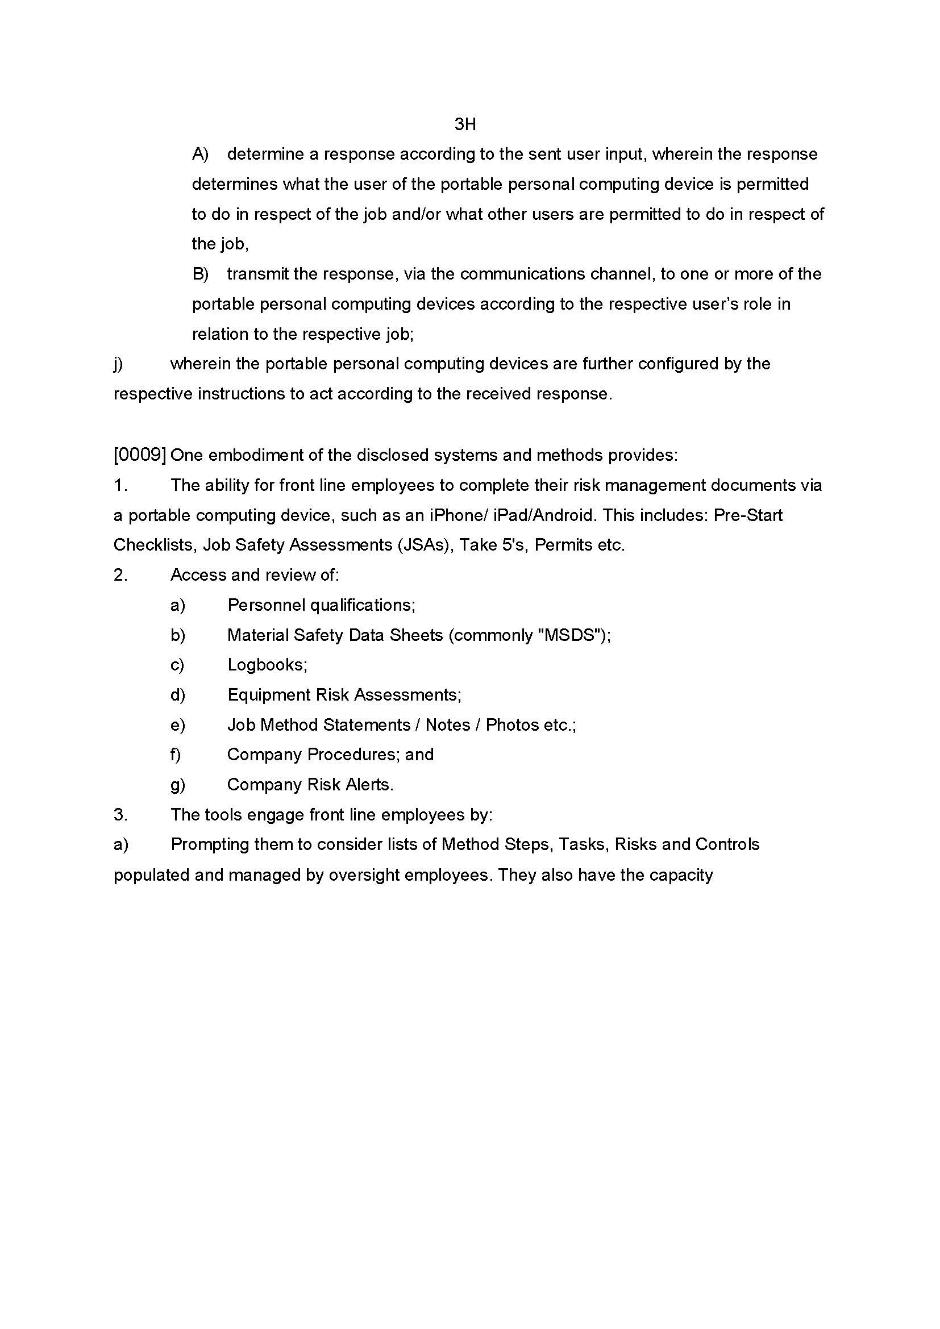 3H
A) determine a response according to the sent user input, wherein the response
determines what the user of the portable personal computing device is permitted
to do in respect of the job and/or what other users are permitted to do in respect of
the job,
B) transmit the response, via the communications channel, to one or more of the
portable personal computing devices according to the respective user's role in
relation to the respective job;
j) wherein the portable personal computing devices are further configured by the
respective instructions to act according to the received response.
[0009] One embodiment of the disclosed systems and methods provides:
1. The ability for front line employees to complete their risk management documents via
a portable computing device, such as an iPhone/ iPad/Android. This includes: Pre-Start
Checklists, Job Safety Assessments (JSAs), Take 5's, Permits etc.
2. Access and review of:
a) Personnel qualifications;
b) Material Safety Data Sheets (commonly "MSDS");
c) Logbooks;
d) Equipment Risk Assessments;
e) Job Method Statements / Notes / Photos etc.;
f) Company Procedures; and
g) Company Risk Alerts.
3. The tools engage front line employees by:
a) Prompting them to consider lists of Method Steps, Tasks, Risks and Controls
populated and managed by oversight employees. They also have the capacity